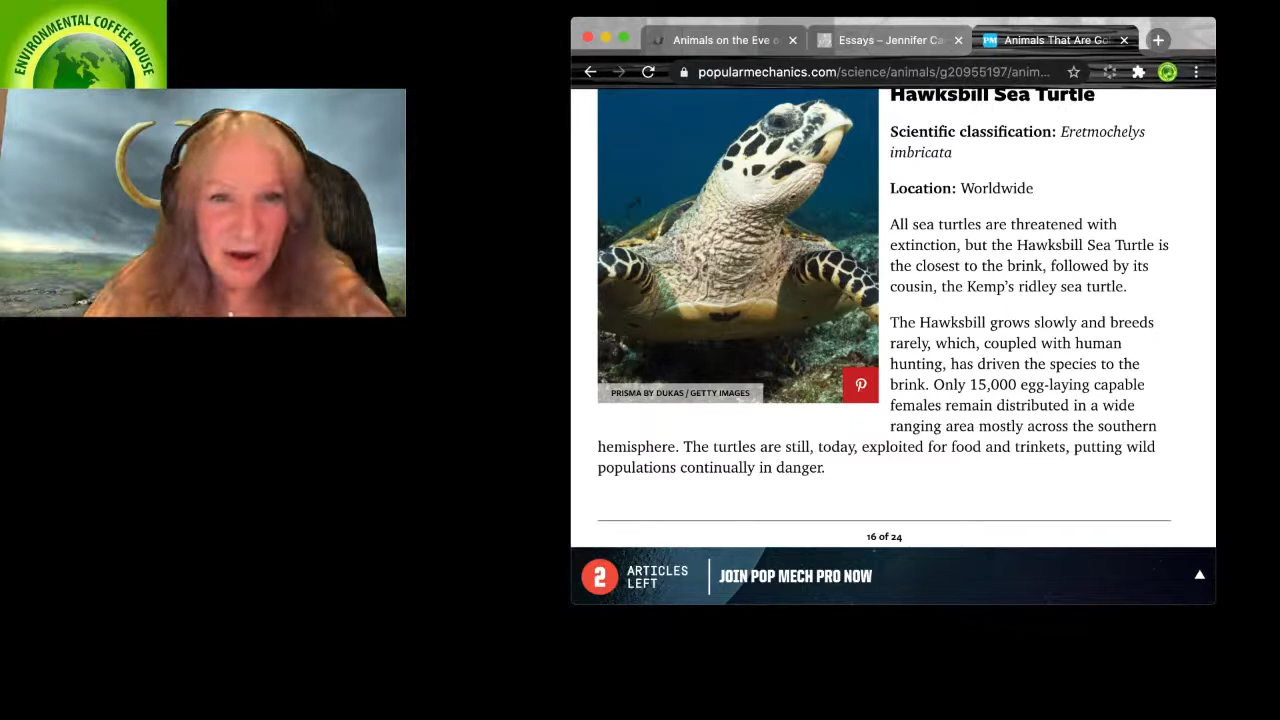 ENVIRONMENTAL COFFEE HOUSE
Animals on the Eve o
Essays – Jennifer Ca
PM Animals That Are Go
popularmechanics.com/science/animals/g20955197/anim...
Hawksbill Sea Turtle
Scientific classification: Eretmochelys
imbricata
Location: Worldwide
All sea turtles are threatened with
extinction, but the Hawksbill Sea Turtle is
the closest to the brink, followed by its
cousin, the Kemp's ridley sea turtle.
The Hawksbill grows slowly and breeds
rarely, which, coupled with human
hunting, has driven the species to the
brink. Only 15,000 egg-laying capable
females remain distributed in a wide
ranging area mostly across the southern
hemisphere. The turtles are still, today, exploited for food and trinkets, putting wild
populations continually in danger.
PRISMA BY DUKAS / GETTY IMAGES
16 of 24
2 ARTICLES
LEFT
JOIN POP MECH PRO NOW